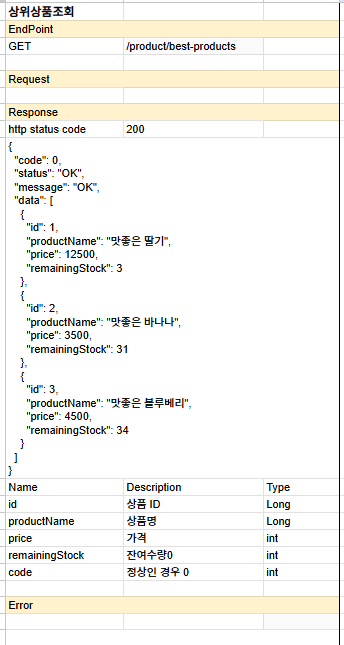 상위상품조회
EndPoint
GET /product/best-products
Request
Response
http status code 200
{
"code": 0,
"status": "OK",
"message": "OK",
"data": [
{
"id": 1,
"productName": "맛좋은 딸기",
"price": 12500,
"remainingStock": 3
},
{
"id": 2,
"productName": "맛좋은 바나나",
"price": 3500,
"remainingStock": 31
},
{
"id": 3,
"productName": "맛좋은 블루베리",
"price": 4500,
"remainingStock": 34
}
]
}
Name Description Type
id 상품 ID Long
productName 상품명 Long
price 가격 int
remainingStock 잔여수량0 int
code 정상인 경우 0 int
Error